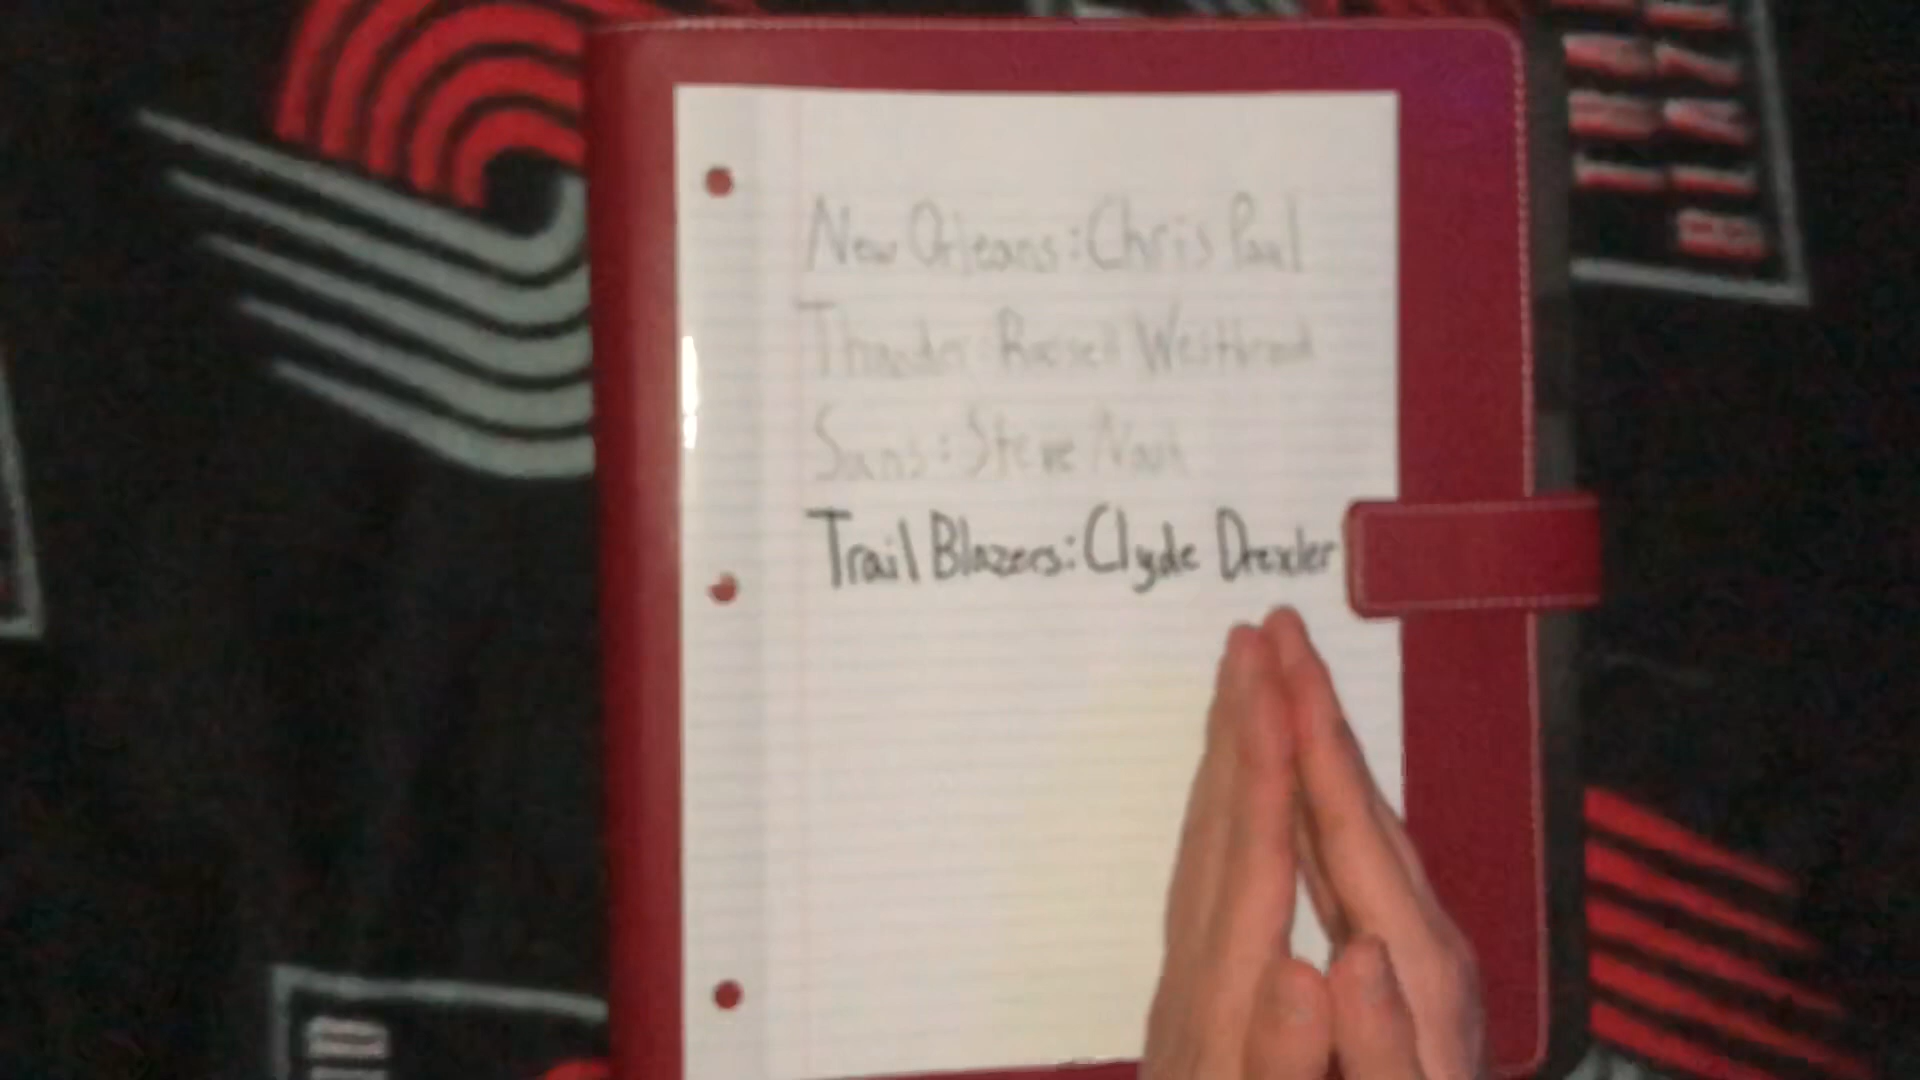 New Orleans: Chris Paul
Thunder: Russell Westbrook
Suns: Steve Nash
Trail Blazers: Clyde Drexler